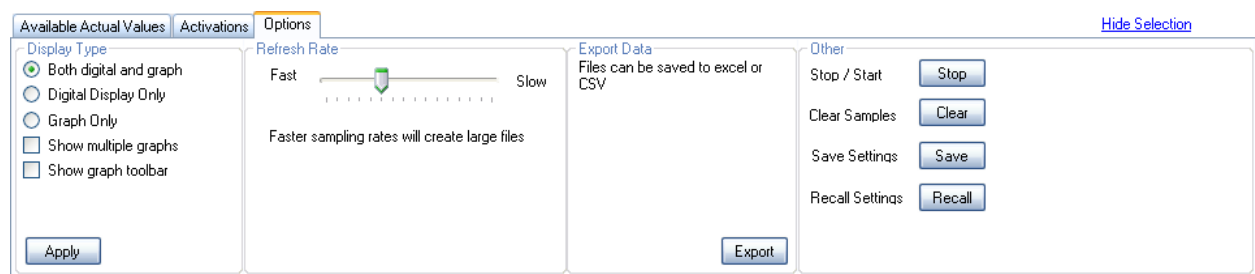 Available Actual Values Activations Options Hide Selection
Display Type
Both digital and graph
Digital Display Only
Graph Only
Show multiple graphs
Show graph toolbar
Apply
Refresh Rate
Fast Slow
Faster sampling rates will create large files
Export Data
Files can be saved to excel or
CSV
Export
Other
Stop / Start Stop
Clear Samples Clear
Save Settings Save
Recall Settings Recall